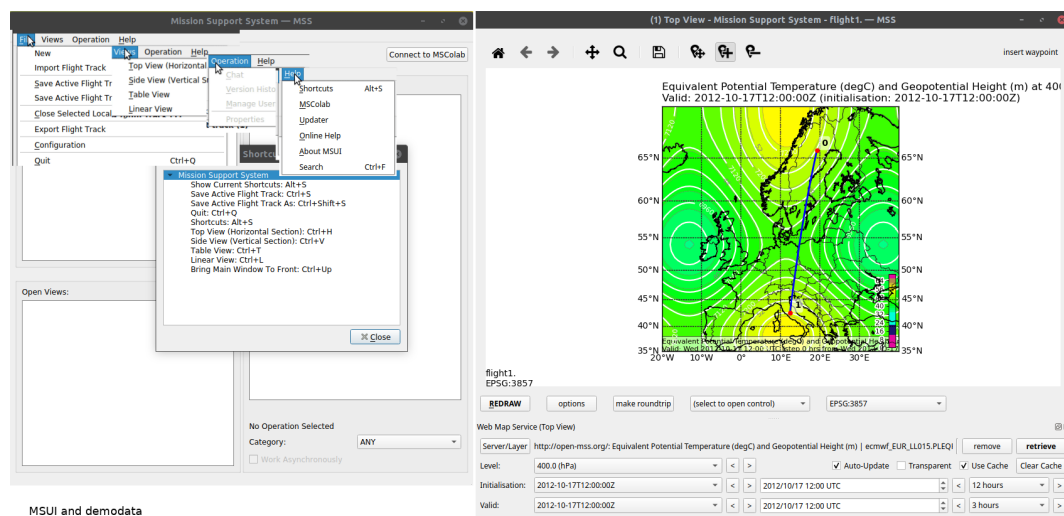 Mission Support System — MSS
File Views Operation Help
New
Import Flight Track
Save Active Flight Tr
Save Active Flight Tr
Close Selected Local
Export Flight Track
Configuration
Quit Ctrl+Q
Views Operation Help
Top View (Horizontal
Side View (Vertical S
Table View
Linear View
Operation Help
Chat
Version Histo
Manage User
Properties
Help
Shortcuts Alt+S
MSColab
Updater
Online Help
About MSUI
Search Ctrl+F
Connect to MSColab
Mission Support System
Show Current Shortcuts: Alt+S
Save Active Flight Track: Ctrl+S
Save Active Flight Track As: Ctrl+Shift+S
Quit: Ctrl+Q
Shortcuts: Alt+S
Top View (Horizontal Section): Ctrl+H
Side View (Vertical Section): Ctrl+V
Table View: Ctrl+T
Linear View: Ctrl+L
Bring Main Window To Front: Ctrl+Up
Close
Open Views:
No Operation Selected
Category: ANY
Work Asynchronously
MSUI and demodata
(1) Top View - Mission Support System - flight1. — MSS
insert waypoint
Equivalent Potential Temperature (degC) and Geopotential Height (m) at 40
Valid: 2012-10-17T12:00:00Z (initialisation: 2012-10-17T12:00:00Z)
0
1
65°N 65°N
60°N 60°N
55°N 55°N
50°N 50°N
45°N 45°N
40°N 40°N
35°N 35°N
20°W 10°W 0° 10°E 20°E 30°E
flight1.
EPSG:3857
REDRAW options make roundtrip (select to open control) EPSG:3857
Web Map Service (Top View)
Server/Layer http://open-mss.org/: Equivalent Potential Temperature (degC) and Geopotential Height (m) | ecmwf_EUR_LL015.PLEQI remove retrieve
Level: 400.0 (hPa) < > Auto-Update Transparent Use Cache Clear Cache
Initialisation: 2012-10-17T12:00:00Z < > 2012/10/17 12:00 UTC < 12 hours >
Valid: 2012-10-17T12:00:00Z < > 2012/10/17 12:00 UTC < 3 hours >